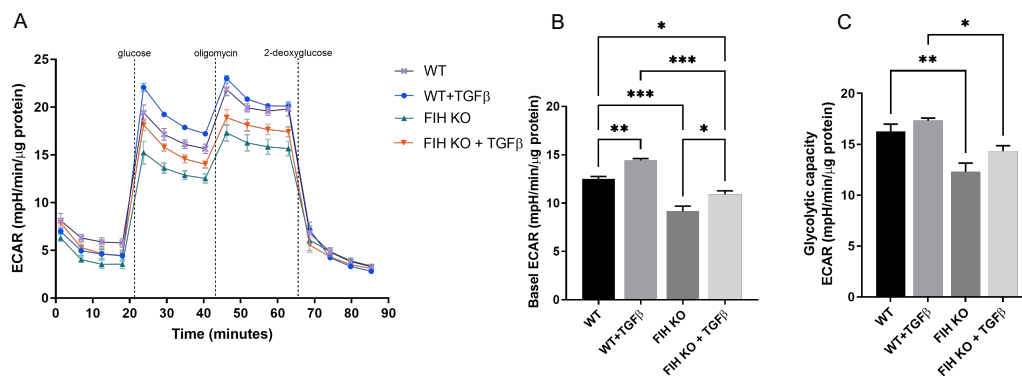 A
B
C
glucose
oligomycin
2-deoxyglucose
ECAR (mpH/min/µg protein)
25
20
15
10
5
0
0 10 20 30 40 50 60 70 80 90
Time (minutes)
WT
WT+TGFβ
FIH KO
FIH KO + TGFβ
Basel ECAR (mpH/min/µg protein)
20
15
10
5
0
*
***
***
**
*
WT
WT+TGFβ
FIH KO
FIH KO + TGFβ
Glycolytic capacity
ECAR (mpH/min/µg protein)
20
15
10
5
0
*
**
WT
WT+TGFβ
FIH KO
FIH KO + TGFβ